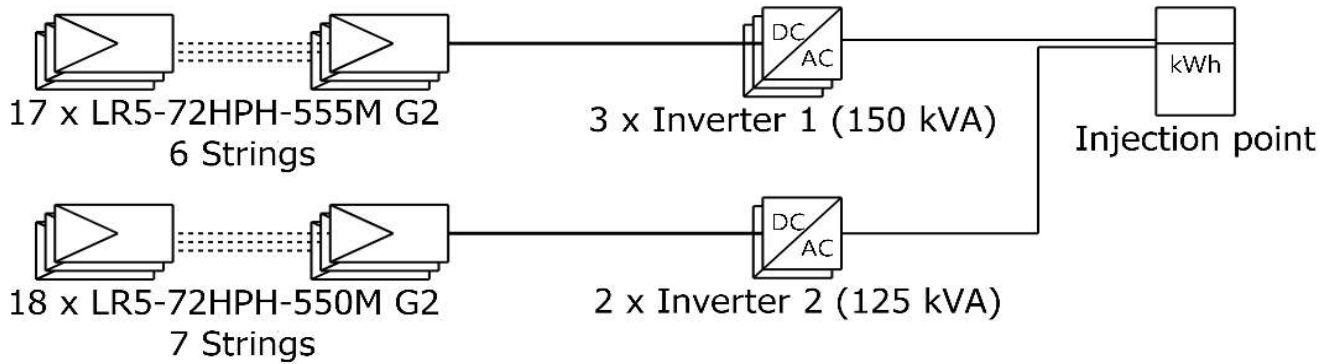 DC
AC
kWh
17 x LR5-72HPH-555M G2
6 Strings
3 x Inverter 1 (150 kVA)
Injection point
DC
AC
18 x LR5-72HPH-550M G2
7 Strings
2 x Inverter 2 (125 kVA)